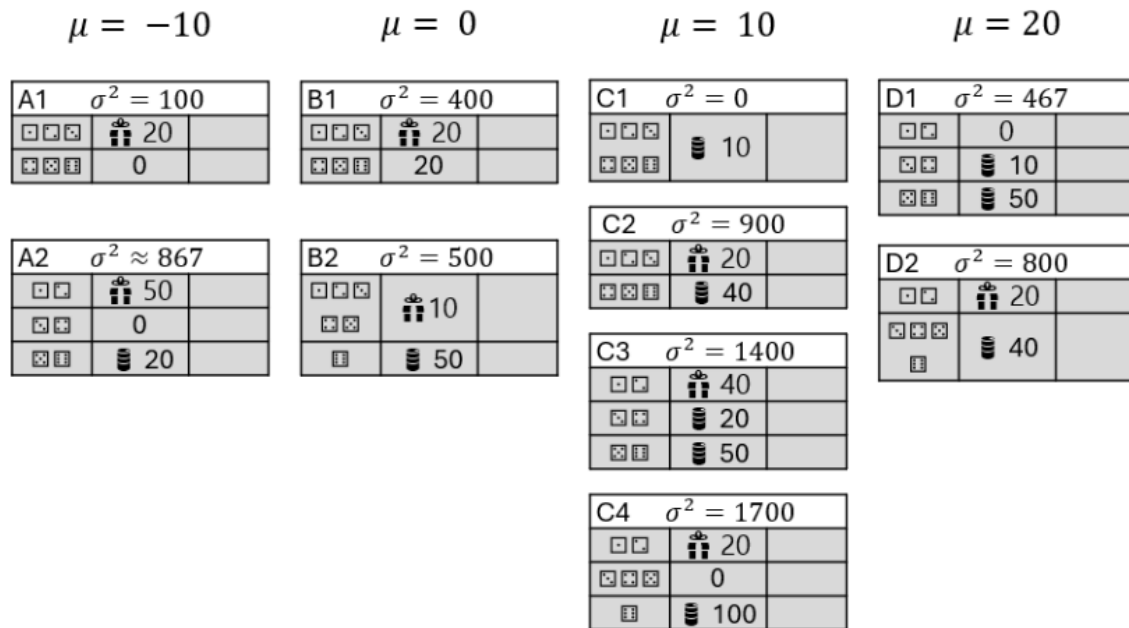 μ = −10
μ = 0
μ = 10
μ = 20
A1 σ² = 100
20
0
A2 σ² ≈ 867
50
0
20
B1 σ² = 400
20
20
B2 σ² = 500
10
50
C1 σ² = 0
10
C2 σ² = 900
20
40
C3 σ² = 1400
40
20
50
C4 σ² = 1700
20
0
100
D1 σ² = 467
0
10
50
D2 σ² = 800
20
40